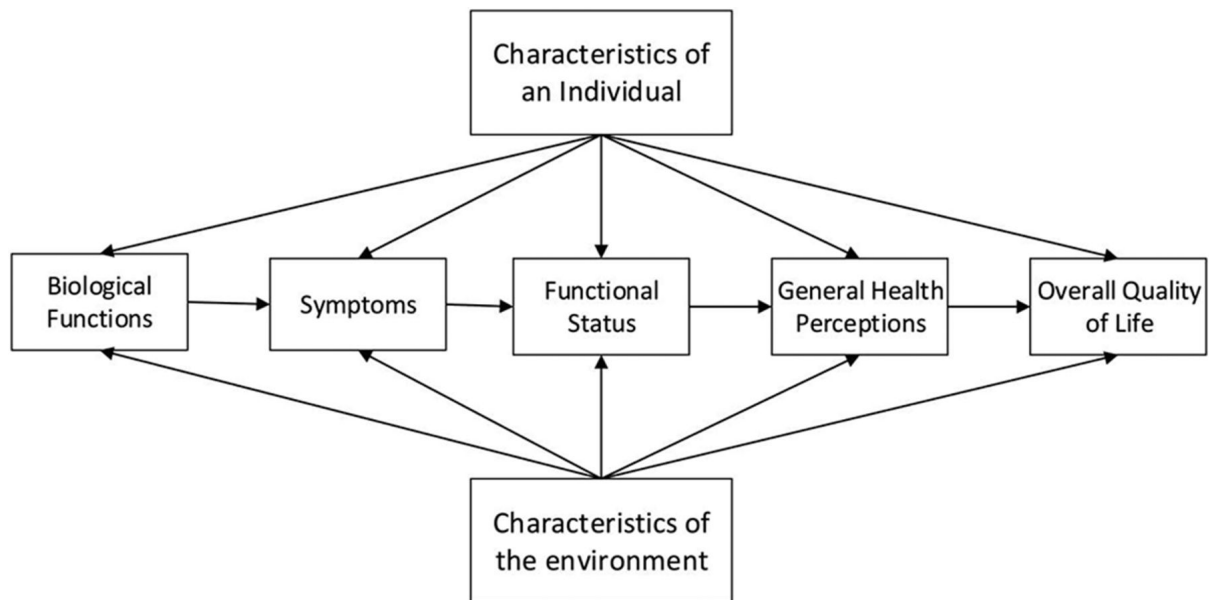 Characteristics of
an Individual
Biological
Functions
Symptoms
Functional
Status
General Health
Perceptions
Overall Quality
of Life
Characteristics of
the environment